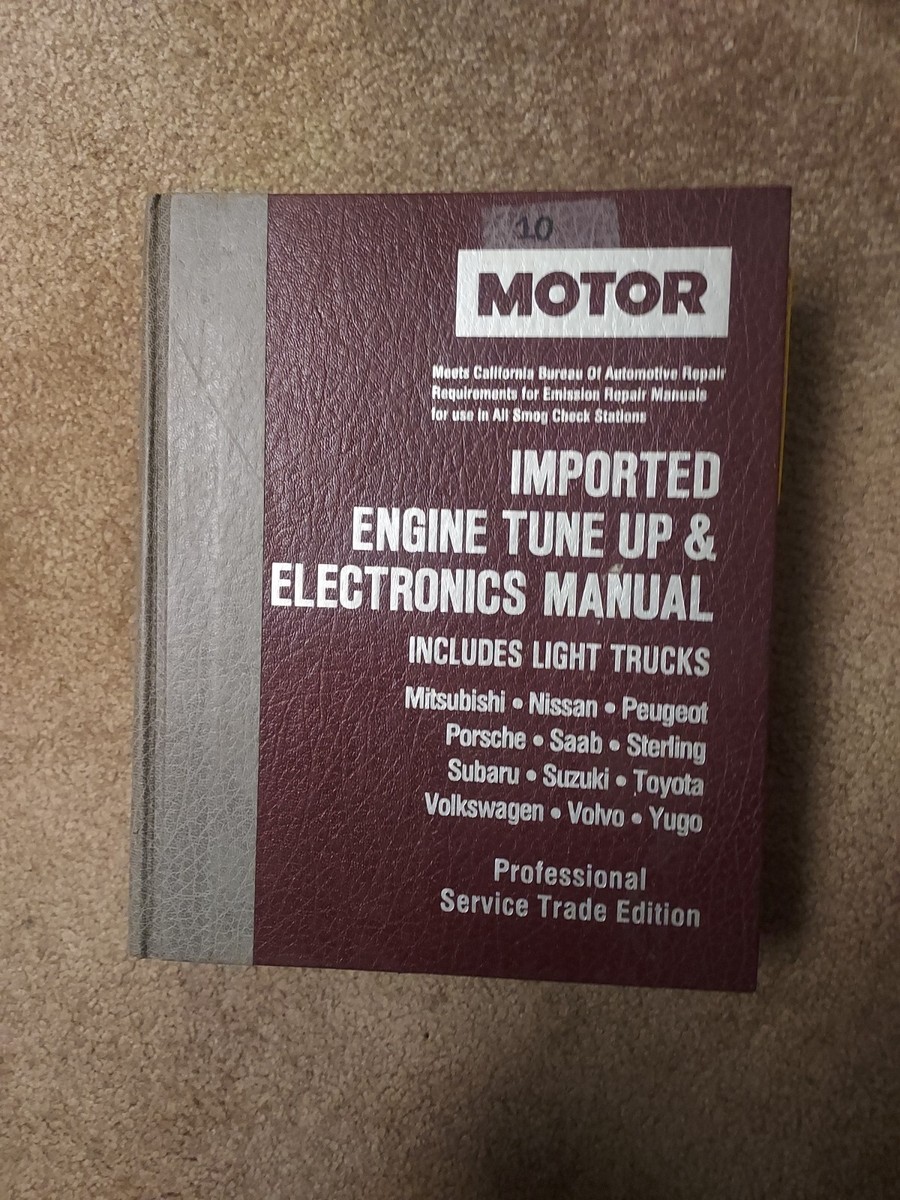 10
MOTOR
Meets California Bureau Of Automotive Repair
Requirements for Emission Repair Manuals
for use in All Smog Check Stations
IMPORTED
ENGINE TUNE UP &
ELECTRONICS MANUAL
INCLUDES LIGHT TRUCKS
Mitsubishi • Nissan • Peugeot
Porsche • Saab • Sterling
Subaru • Suzuki • Toyota
Volkswagen • Volvo • Yugo
Professional
Service Trade Edition